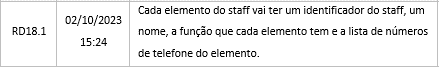 Cada elemento do staff vai ter um identificador do staff, um
02/10/2023
RD18.1
nome, a função que cada elemento tem e a lista de números
15:24
de telefone do elemento.